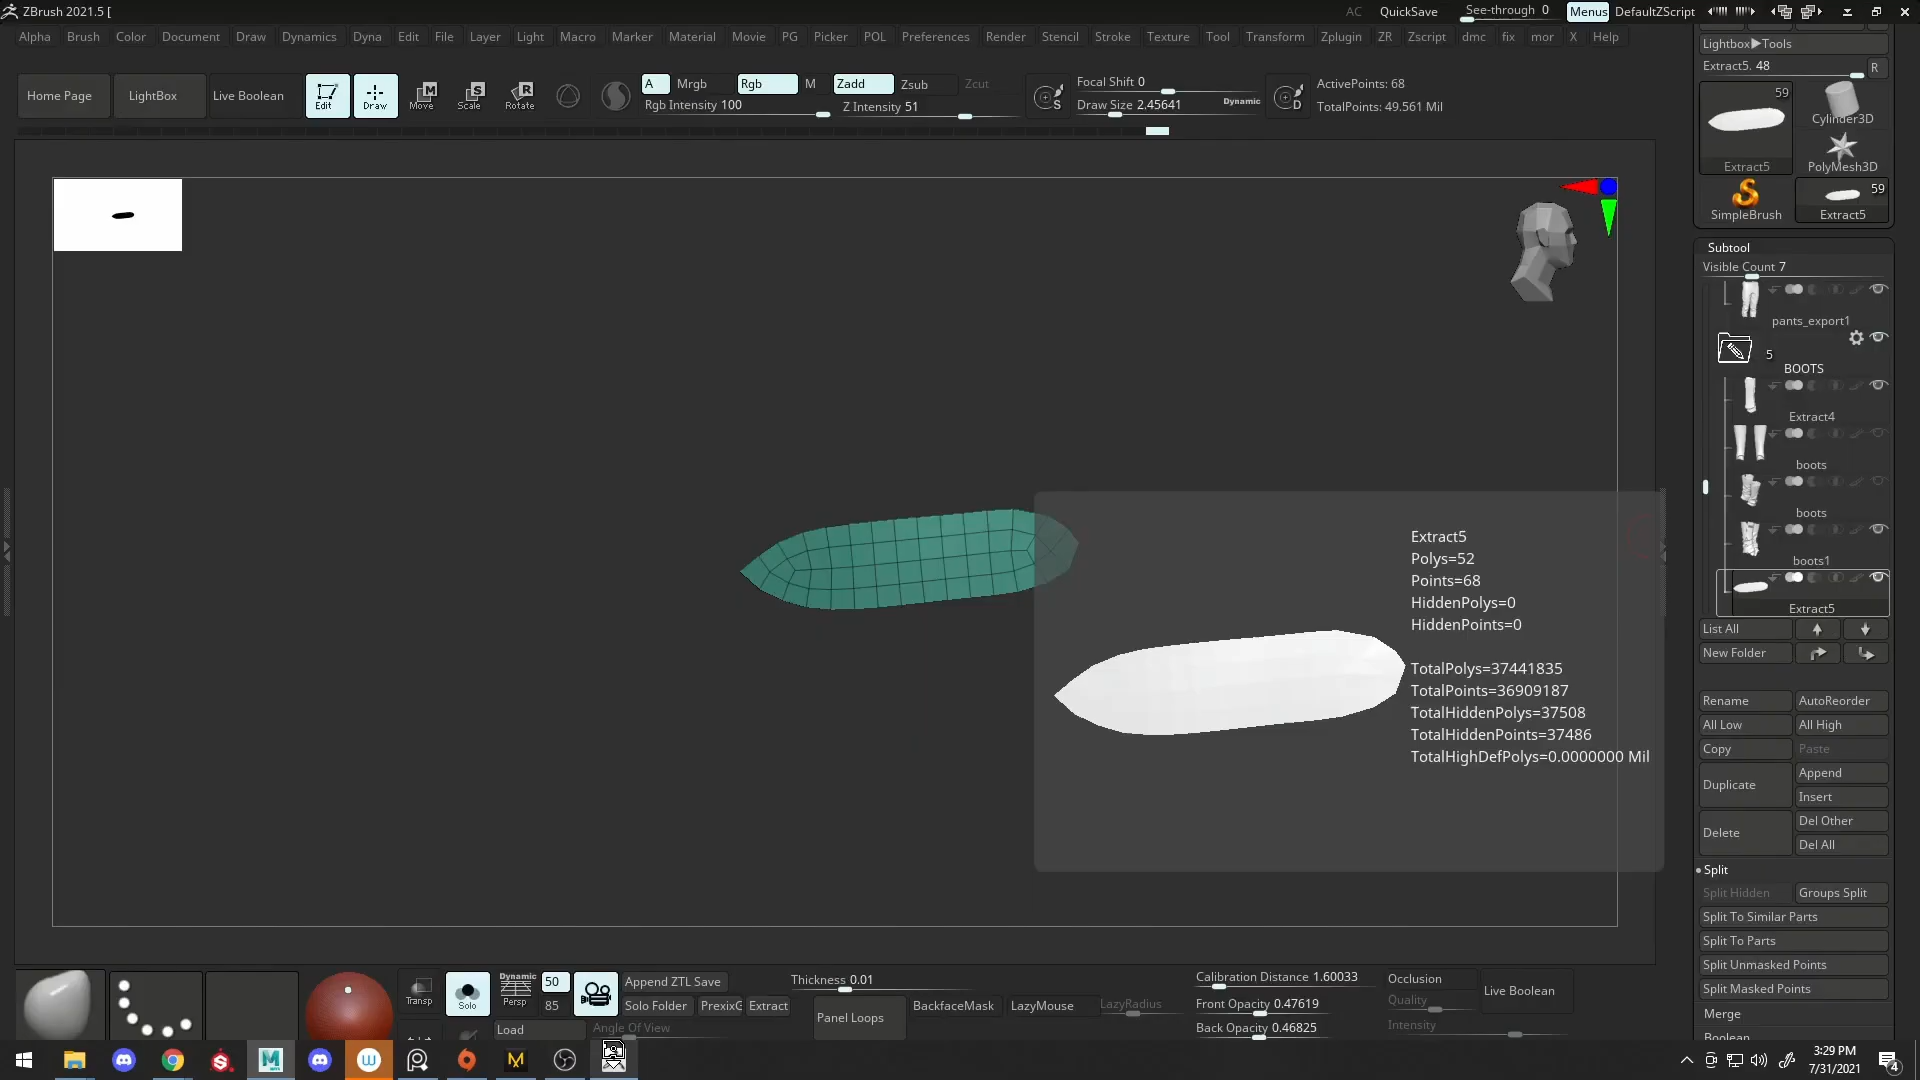 ZBrush 2021.5 [
AC QuickSave See-through 0 Menus DefaultZScript
Alpha Brush Color Document Draw Dynamics Dyna Edit File Layer Light Macro Marker Material Movie PG Picker POL Preferences Render Stencil Stroke Texture Tool Transform Zplugin ZR Zscript dmc fix mor X Help
Home Page LightBox Live Boolean Edit Draw Move Scale Rotate
A Mrgb Rgb M Zadd Zsub Zcut
Rgb Intensity 100 Z Intensity 51
Focal Shift 0
Draw Size 2.45641 Dynamic
ActivePoints: 68
TotalPoints: 49.561 Mil
Lightbox▶Tools
Extract5. 48 R
59
Cylinder3D
Extract5 PolyMesh3D
59
SimpleBrush Extract5
Subtool
Visible Count 7
pants_export1
5
BOOTS
Extract4
boots
boots
boots1
Extract5
List All
New Folder
Rename AutoReorder
All Low All High
Copy Paste
Duplicate Append
Insert
Delete Del Other
Del All
Split
Split Hidden Groups Split
Split To Similar Parts
Split To Parts
Split Unmasked Points
Split Masked Points
Merge
Boolean
Extract5
Polys=52
Points=68
HiddenPolys=0
HiddenPoints=0
TotalPolys=37441835
TotalPoints=36909187
TotalHiddenPolys=37508
TotalHiddenPoints=37486
TotalHighDefPolys=0.0000000 Mil
Transp Solo Dynamic Persp 50 85
Append ZTL Save
Solo Folder PrexixG Extract
Load Angle Of View
Thickness 0.01
Panel Loops BackfaceMask LazyMouse LazyRadius
Calibration Distance 1.60033
Front Opacity 0.47619
Back Opacity 0.46825
Occlusion
Quality
Intensity
Live Boolean
3:29 PM
7/31/2021
4